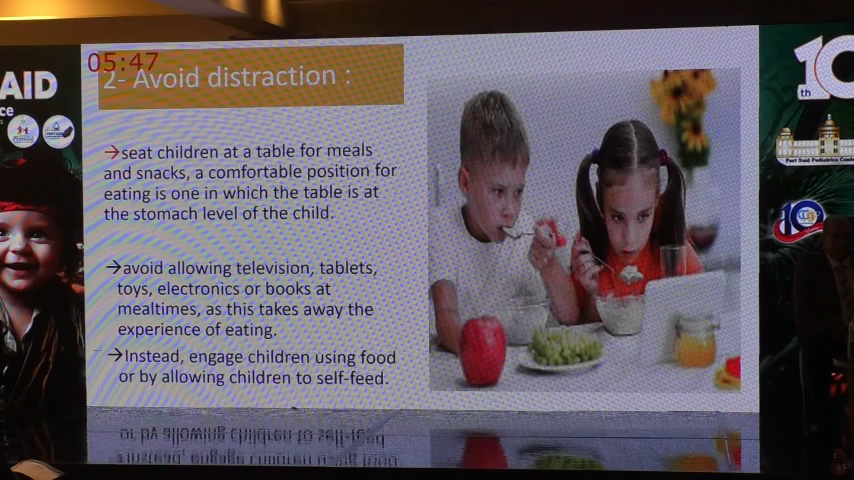 05:47
2- Avoid distraction :
→seat children at a table for meals
and snacks, a comfortable position for
eating is one in which the table is at
the stomach level of the child.
→avoid allowing television, tablets,
toys, electronics or books at
mealtimes, as this takes away the
experience of eating.
→Instead, engage children using food
or by allowing children to self-feed.
AID
ce
10
th
Port Said Pediatrics
10